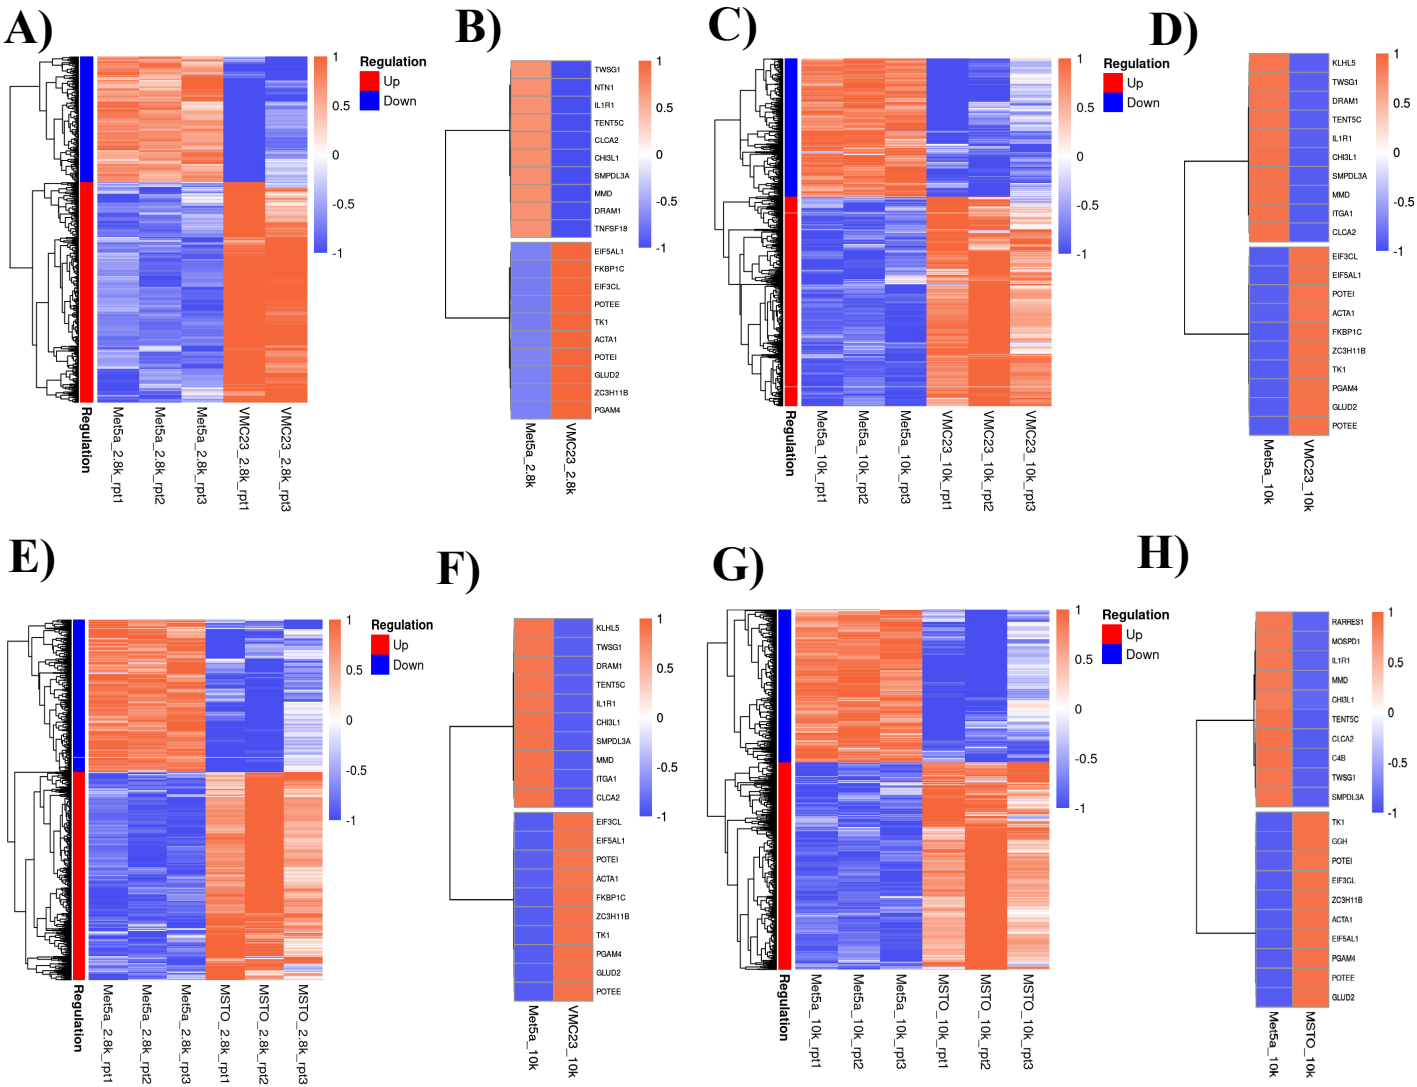 A)
1
0.5
0
-0.5
-1
Regulation
Up
Down
Regulation
Met5a_2.8k_rpt1
Met5a_2.8k_rpt2
Met5a_2.8k_rpt3
VMC23_2.8k_rpt1
VMC23_2.8k_rpt3
B)
TWSG1
NTN1
IL1R1
TENT5C
CLCA2
CHI3L1
SMPDL3A
MMD
DRAM1
TNFSF18
EIF5AL1
FKBP1C
EIF3CL
POTEE
TK1
ACTA1
POTEI
GLUD2
ZC3H11B
PGAM4
1
0.5
0
-0.5
-1
Met5a_2.8k
VMC23_2.8k
C)
1
0.5
0
-0.5
-1
Regulation
Up
Down
Regulation
Met5a_10k_rpt1
Met5a_10k_rpt2
Met5a_10k_rpt3
VMC23_10k_rpt1
VMC23_10k_rpt2
VMC23_10k_rpt3
D)
KLHL5
TWSG1
DRAM1
TENT5C
IL1R1
CHI3L1
SMPDL3A
MMD
ITGA1
CLCA2
EIF3CL
EIF5AL1
POTEI
ACTA1
FKBP1C
ZC3H11B
TK1
PGAM4
GLUD2
POTEE
1
0.5
0
-0.5
-1
Met5a_10k
VMC23_10k
E)
1
0.5
0
-0.5
-1
Regulation
Up
Down
Regulation
Met5a_2.8k_rpt1
Met5a_2.8k_rpt2
Met5a_2.8k_rpt3
MSTO_2.8k_rpt1
MSTO_2.8k_rpt2
MSTO_2.8k_rpt3
F)
KLHL5
TWSG1
DRAM1
TENT5C
IL1R1
CHI3L1
SMPDL3A
MMD
ITGA1
CLCA2
EIF3CL
EIF5AL1
POTEI
ACTA1
FKBP1C
ZC3H11B
TK1
PGAM4
GLUD2
POTEE
1
0.5
0
-0.5
-1
Met5a_10k
VMC23_10k
G)
1
0.5
0
-0.5
-1
Regulation
Up
Down
Regulation
Met5a_10k_rpt1
Met5a_10k_rpt2
Met5a_10k_rpt3
MSTO_10k_rpt1
MSTO_10k_rpt2
MSTO_10k_rpt3
H)
RARRES1
MOSPD1
IL1R1
MMD
CHI3L1
TENT5C
CLCA2
C4B
TWSG1
SMPDL3A
TK1
GGH
POTEI
EIF3CL
ZC3H11B
ACTA1
EIF5AL1
PGAM4
POTEE
GLUD2
1
0.5
0
-0.5
-1
Met5a_10k
MSTO_10k